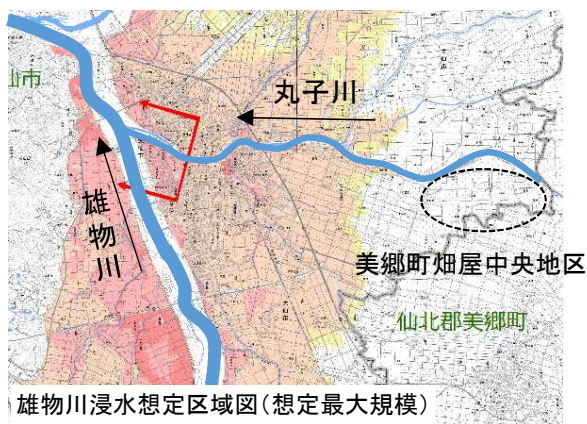 山市
丸子川
雄物川
美郷町畑屋中央地区
仙北郡美郷町
雄物川浸水想定区域図(想定最大規模)